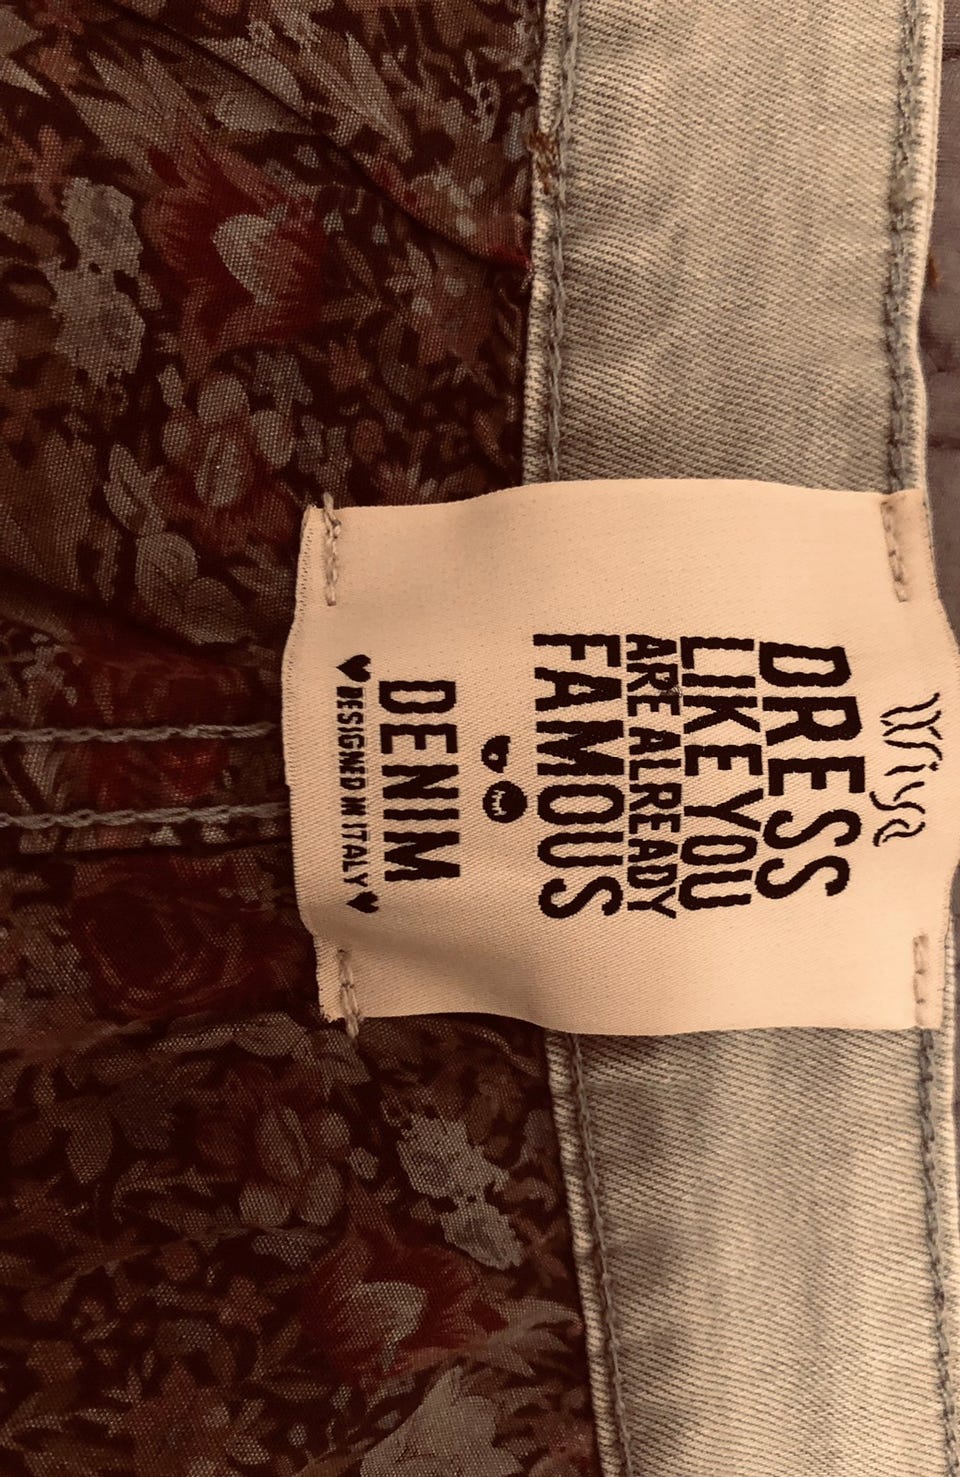 DRESS
LIKE YOU
ARE ALREADY
FAMOUS
DENIM
♥ DESIGNED IN ITALY ♥